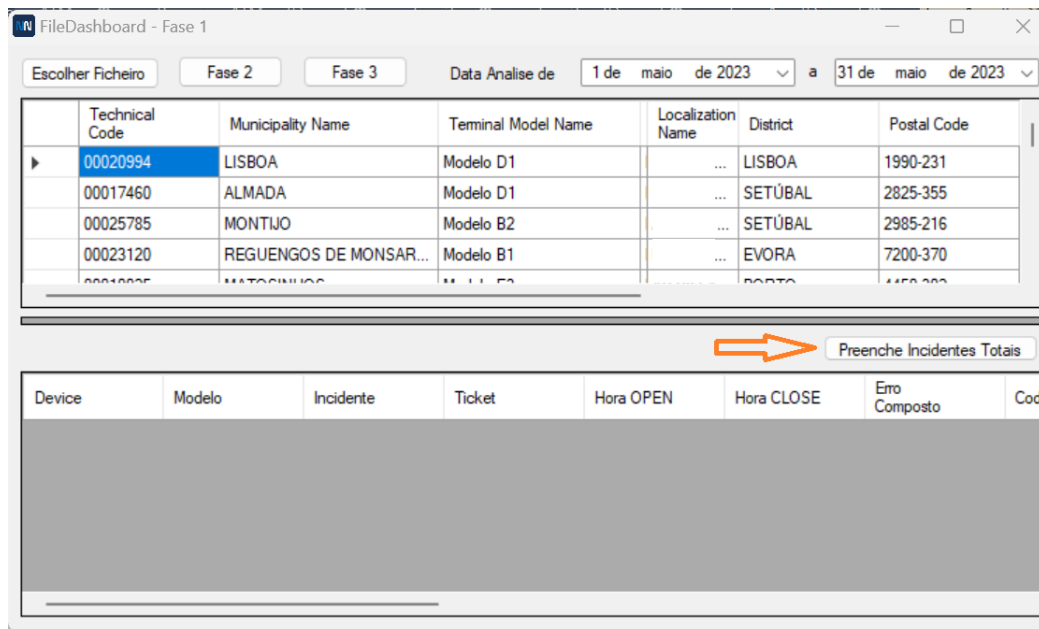 NN FileDashboard - Fase 1
Escolher Ficheiro Fase 2 Fase 3 Data Analise de 1 de maio de 2023 a 31 de maio de 2023
Technical Code Municipality Name Terminal Model Name Localization Name District Postal Code
00020994 LISBOA Modelo D1 ... LISBOA 1990-231
00017460 ALMADA Modelo D1 ... SETÚBAL 2825-355
00025785 MONTIJO Modelo B2 ... SETÚBAL 2985-216
00023120 REGUENGOS DE MONSAR... Modelo B1 ... EVORA 7200-370
MATOSINHOS PORTO
Preenche Incidentes Totais
Device Modelo Incidente Ticket Hora OPEN Hora CLOSE Erro Composto Cod